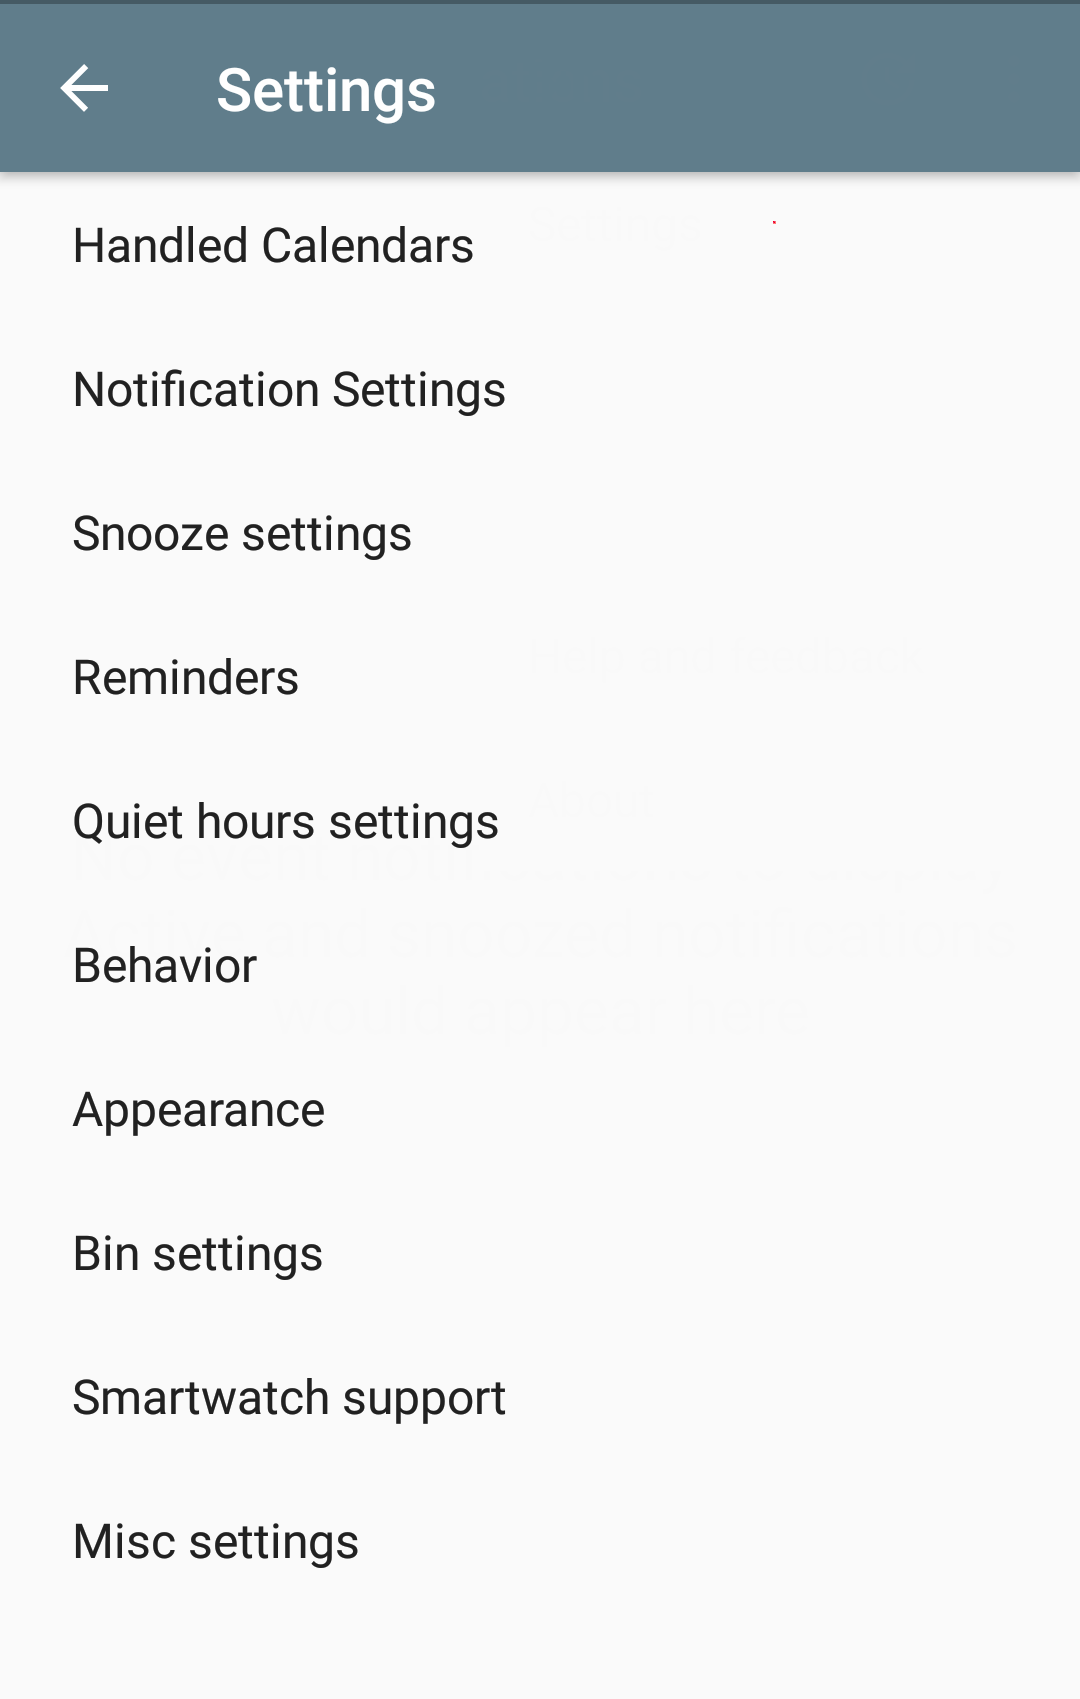 Settings
Handled Calendars
Notification Settings
Snooze settings
Reminders
Quiet hours settings
Behavior
Appearance
Bin settings
Smartwatch support
Misc settings